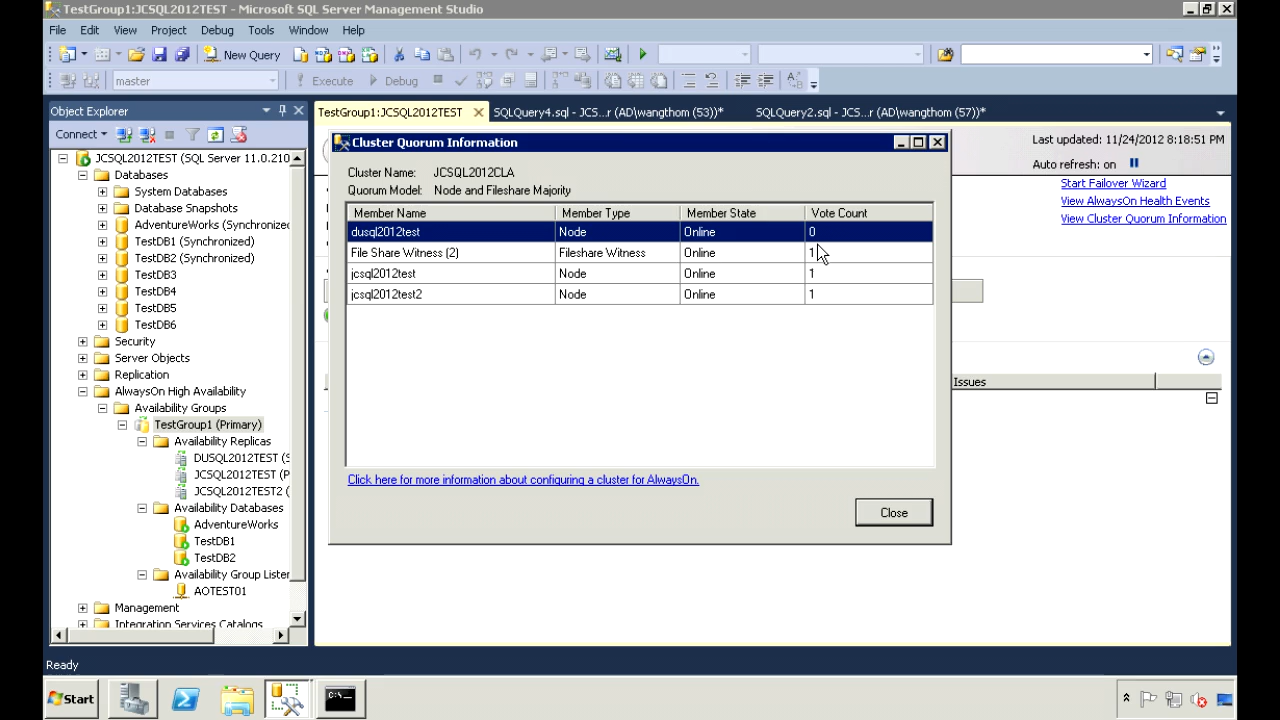 TestGroup1:JCSQL2012TEST - Microsoft SQL Server Management Studio
File Edit View Project Debug Tools Window Help
New Query
master Execute Debug
Object Explorer
Connect
JCSQL2012TEST (SQL Server 11.0.210
Databases
System Databases
Database Snapshots
AdventureWorks (Synchronized
TestDB1 (Synchronized)
TestDB2 (Synchronized)
TestDB3
TestDB4
TestDB5
TestDB6
Security
Server Objects
Replication
AlwaysOn High Availability
Availability Groups
TestGroup1 (Primary)
Availability Replicas
DUSQL2012TEST (S
JCSQL2012TEST (P
JCSQL2012TEST2 (
Availability Databases
AdventureWorks
TestDB1
TestDB2
Availability Group Lister
AOTEST01
Management
Integration Services Catalogs
TestGroup1:JCSQL2012TEST SQLQuery4.sql - JCS...r (AD\wangthom (53))* SQLQuery2.sql - JCS...r (AD\wangthom (57))*
Last updated: 11/24/2012 8:18:51 PM
Auto refresh: on
Start Failover Wizard
View AlwaysOn Health Events
View Cluster Quorum Information
Issues
Cluster Quorum Information
Cluster Name: JCSQL2012CLA
Quorum Model: Node and Fileshare Majority
Member Name Member Type Member State Vote Count
dusql2012test Node Online 0
File Share Witness (2) Fileshare Witness Online 1
jcsql2012test Node Online 1
jcsql2012test2 Node Online 1
Click here for more information about configuring a cluster for AlwaysOn.
Close
Ready
Start